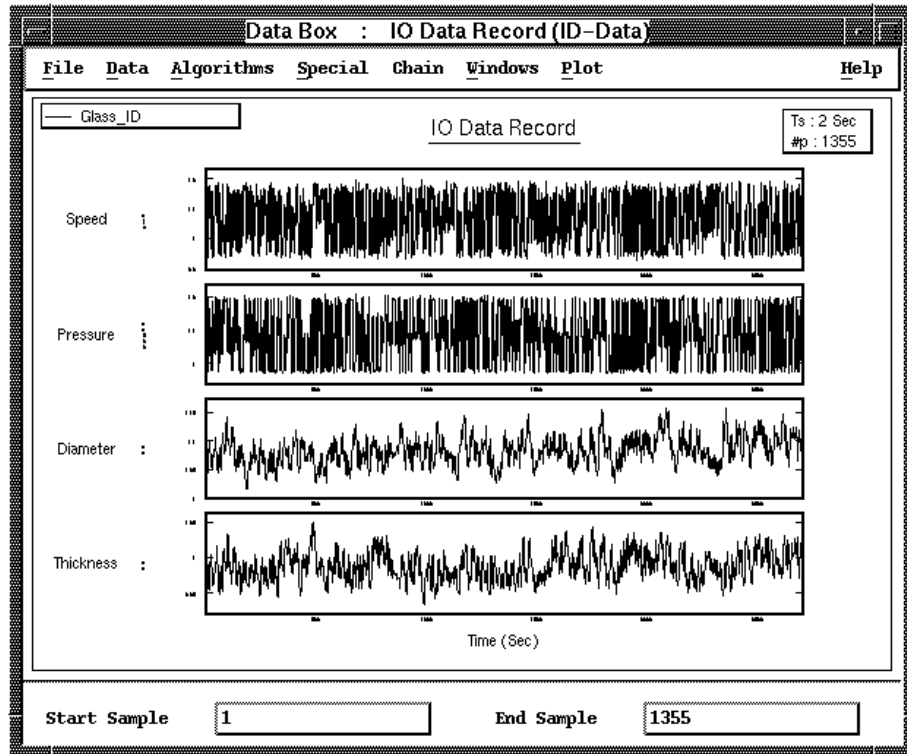 Data Box : IO Data Record (ID-Data)
File Data Algorithms Special Chain Windows Plot Help
Glass_ID
IO Data Record
Ts : 2 Sec
#p : 1355
Speed
Pressure
Diameter
Thickness
Time (Sec)
Start Sample 1 End Sample 1355